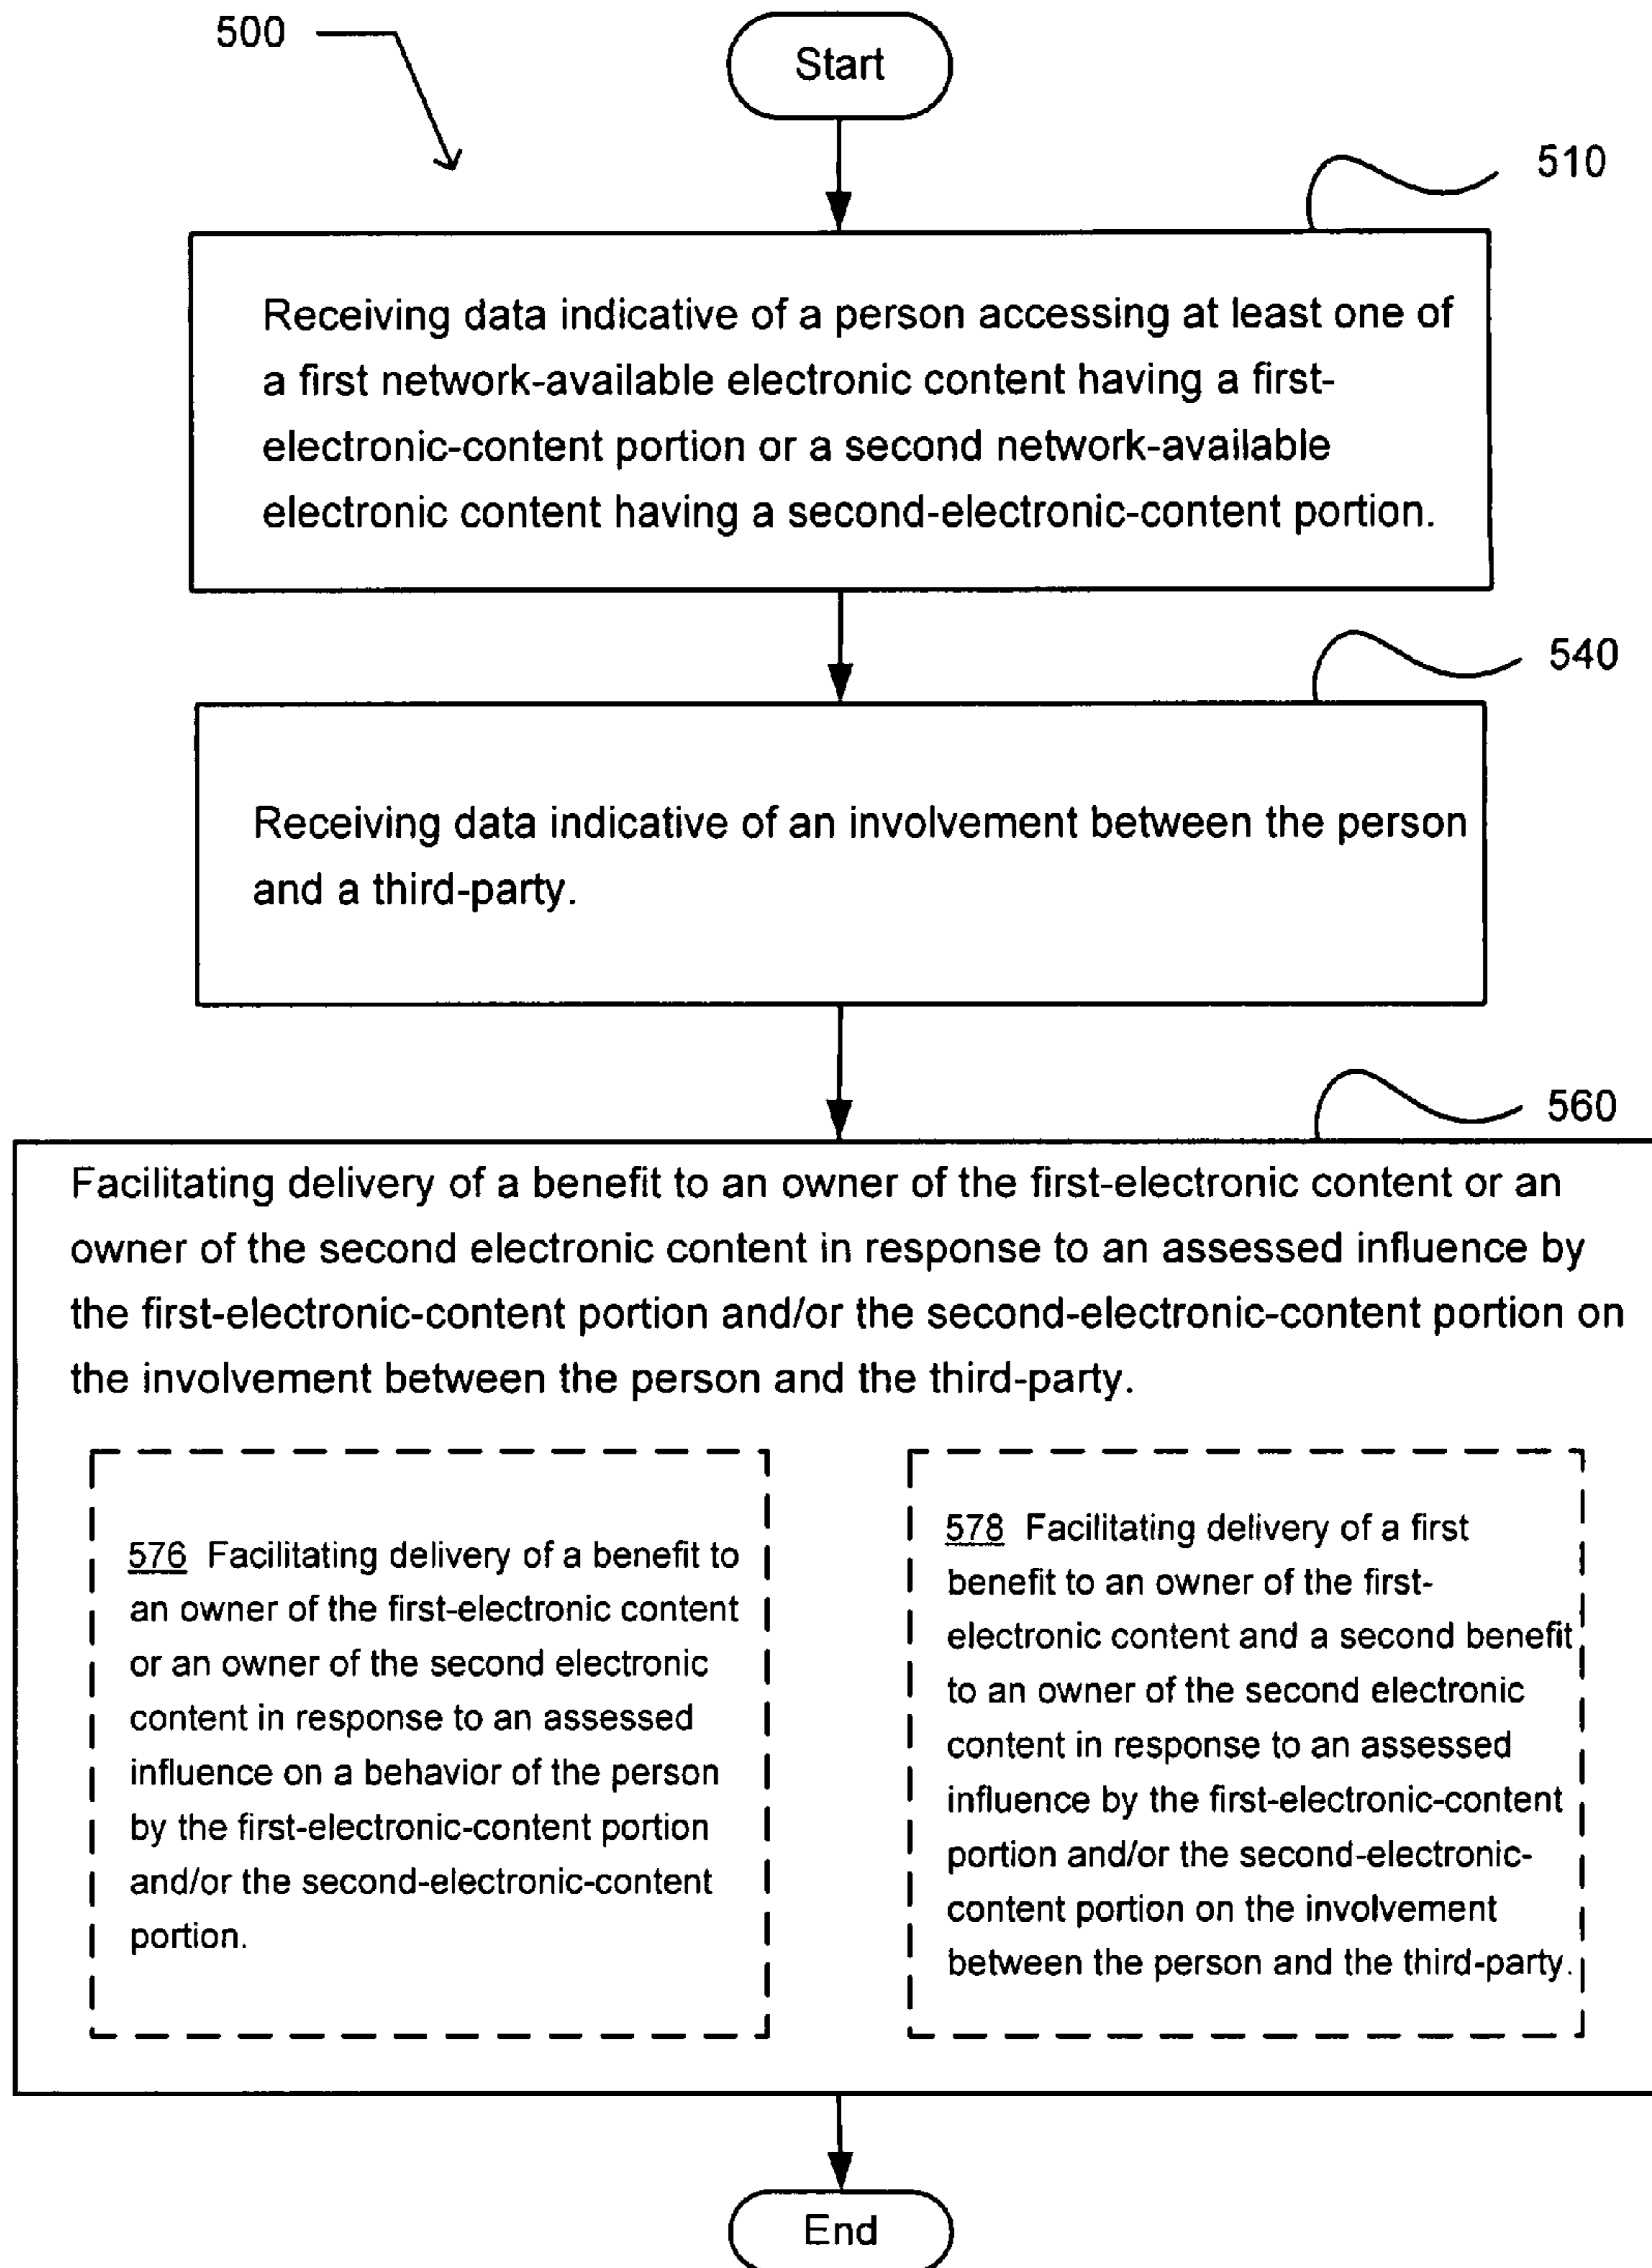 500
Start
510
Receiving data indicative of a person accessing at least one of
a first network-available electronic content having a first-
electronic-content portion or a second network-available
electronic content having a second-electronic-content portion.
540
Receiving data indicative of an involvement between the person
and a third-party.
560
Facilitating delivery of a benefit to an owner of the first-electronic content or an
owner of the second electronic content in response to an assessed influence by
the first-electronic-content portion and/or the second-electronic-content portion on
the involvement between the person and the third-party.
576 Facilitating delivery of a benefit to
an owner of the first-electronic content
or an owner of the second electronic
content in response to an assessed
influence on a behavior of the person
by the first-electronic-content portion
and/or the second-electronic-content
portion.
578 Facilitating delivery of a first
benefit to an owner of the first-
electronic content and a second benefit
to an owner of the second electronic
content in response to an assessed
influence by the first-electronic-content
portion and/or the second-electronic-
content portion on the involvement
between the person and the third-party.
End